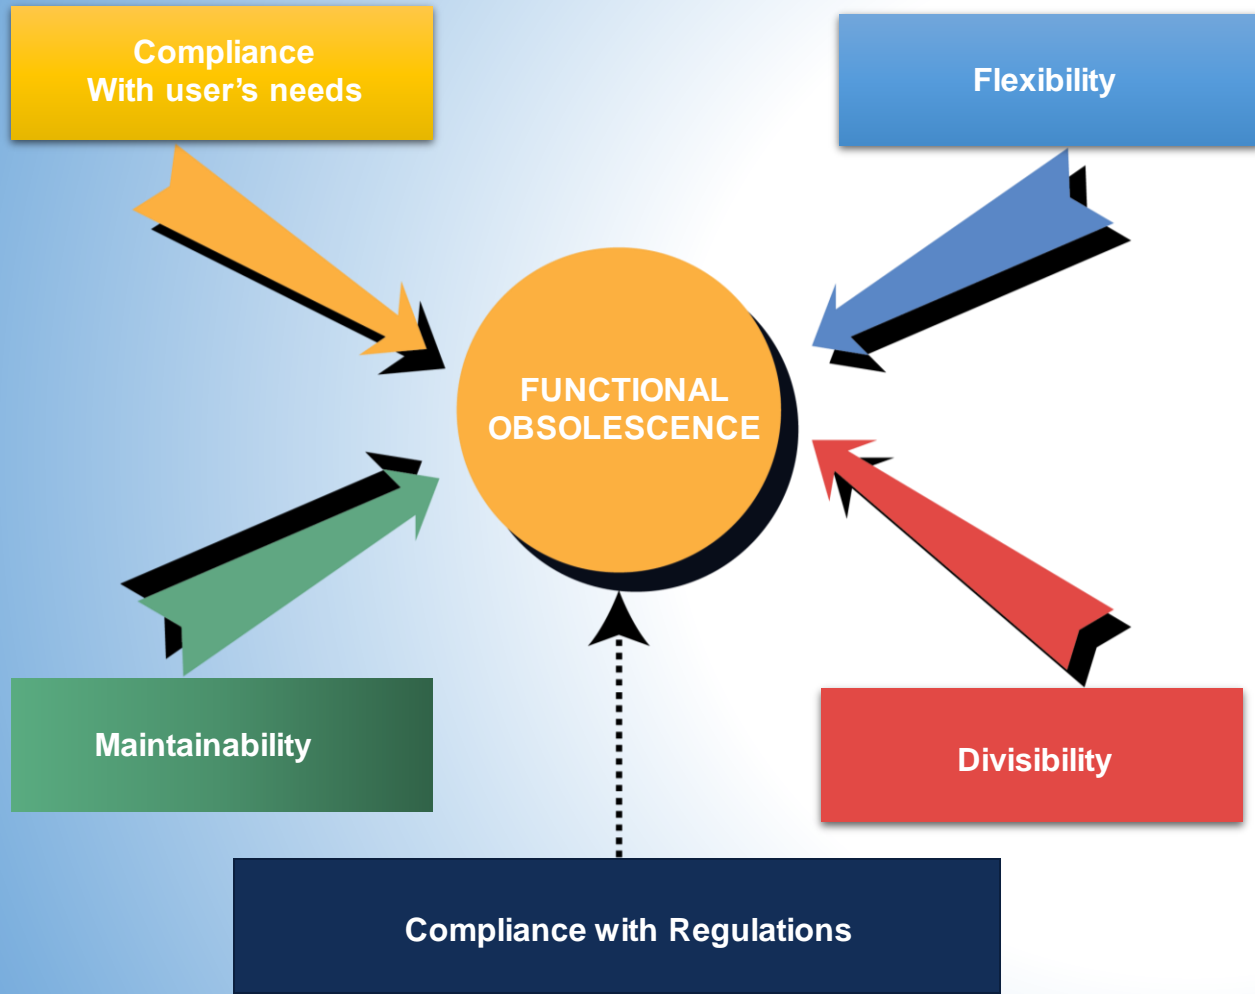 Compliance
With user’s needs
Flexibility
FUNCTIONAL
OBSOLESCENCE
Maintainability
Divisibility
Compliance with Regulations